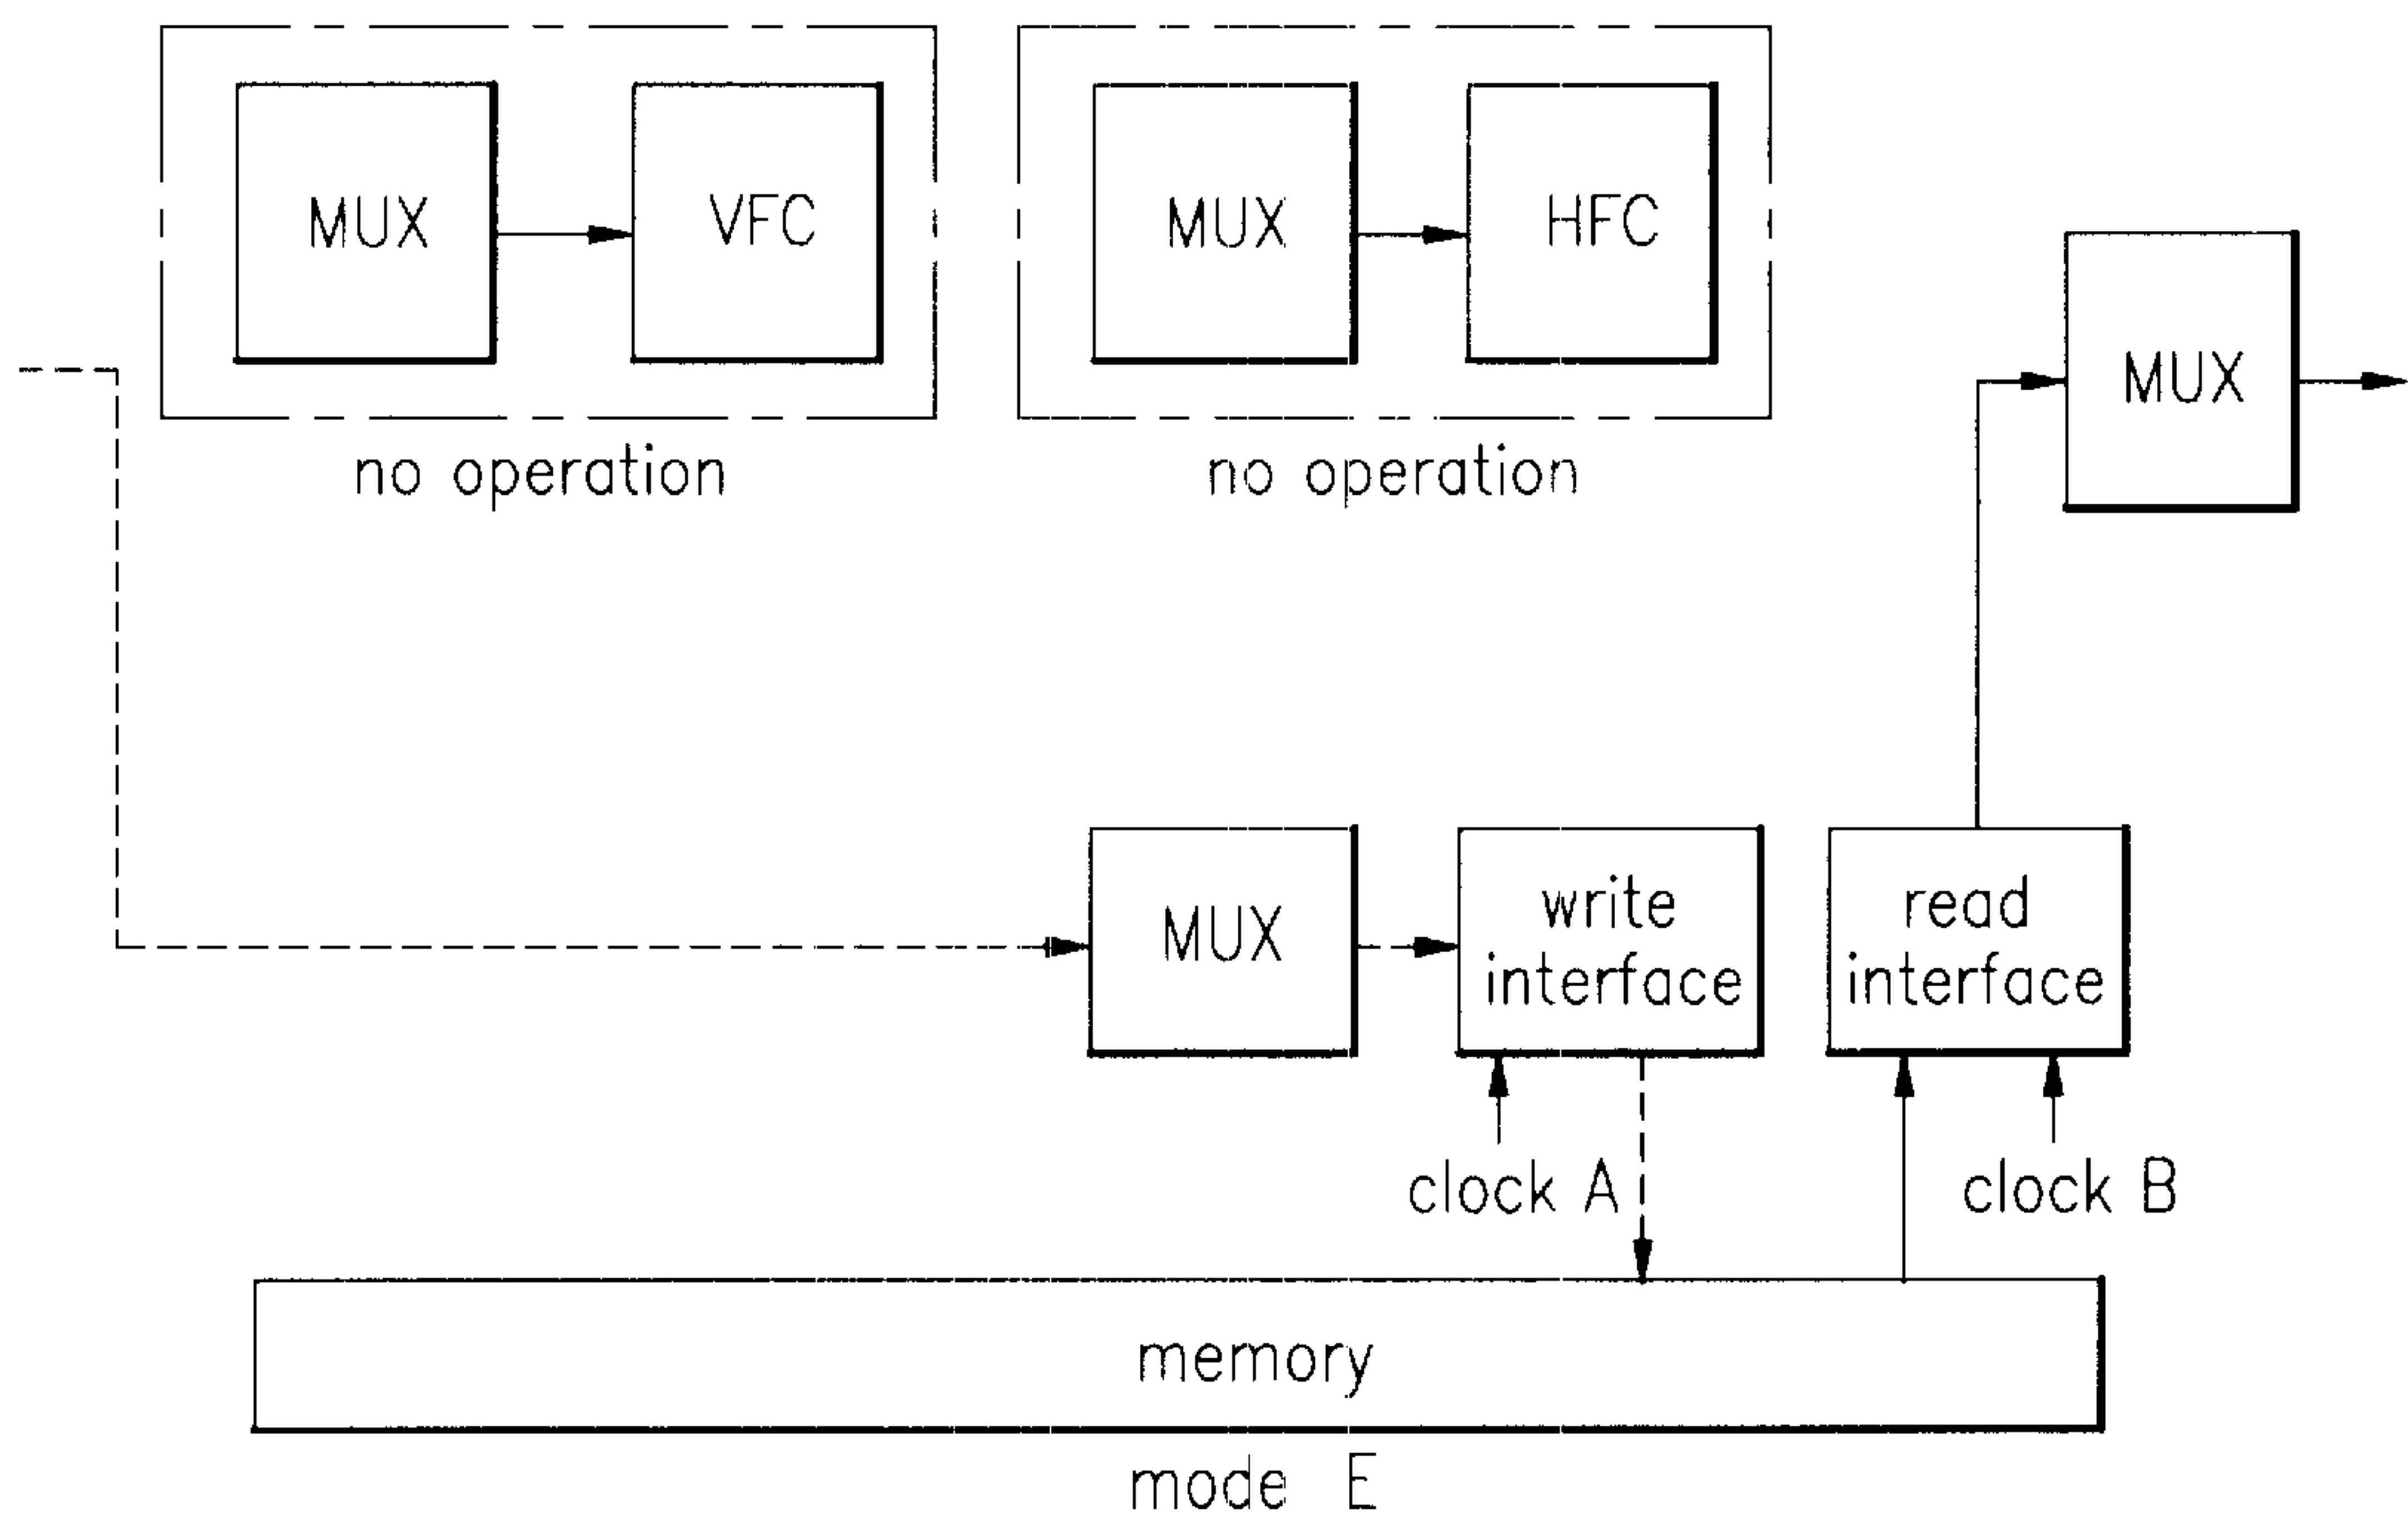 MUX
VFC
MUX
HFC
MUX
no operation
no operation
MUX
write
interface
read
interface
clock A
clock B
memory
mode E